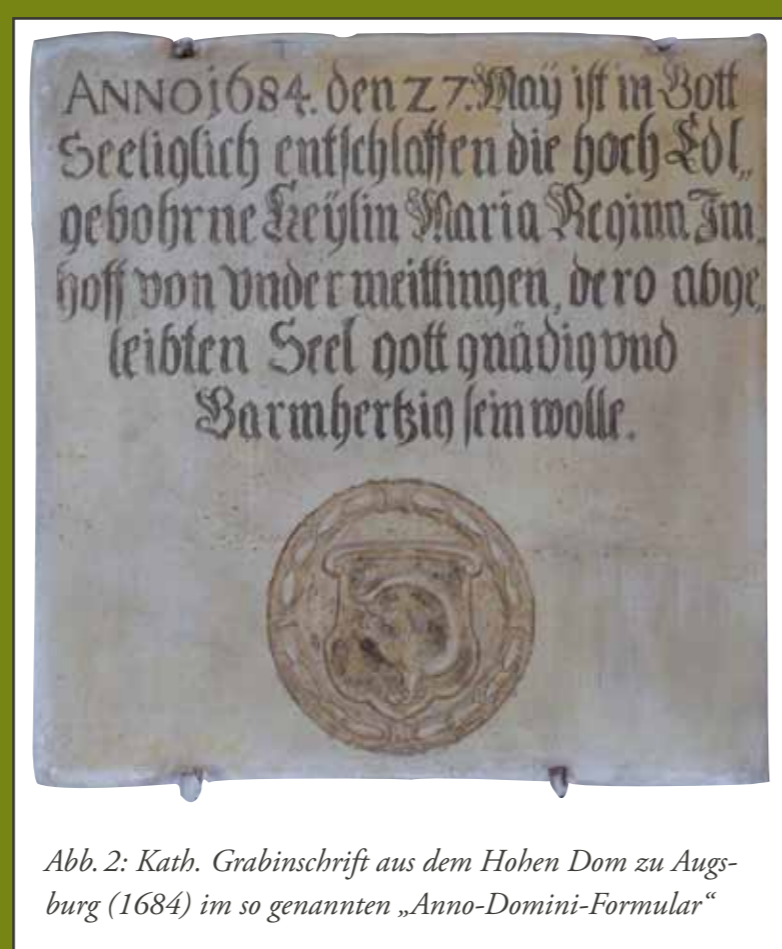 ANNO 1684. den 27. Maÿ ist in Gott
Seeliglich entschlaffen die hoch Edl„
gebohrne Freÿlin Maria Regina Im„
hoff von Vndermeittingen, dero abge„
leibten Seel gott gnädig vnd
Barmhertzig sein wolle.
Abb. 2: Kath. Grabinschrift aus dem Hohen Dom zu Augs-
burg (1684) im so genannten „Anno-Domini-Formular“